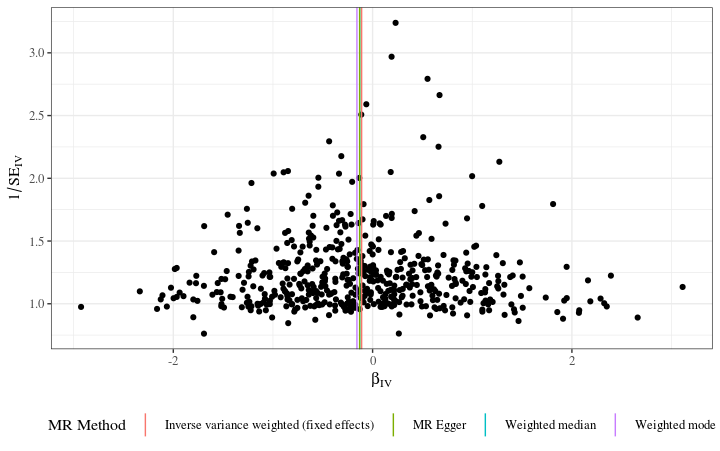 3.0
2.5
2.0
1.5
1.0
1/SE_IV
-2
0
2
β_IV
MR Method
Inverse variance weighted (fixed effects)
MR Egger
Weighted median
Weighted mode